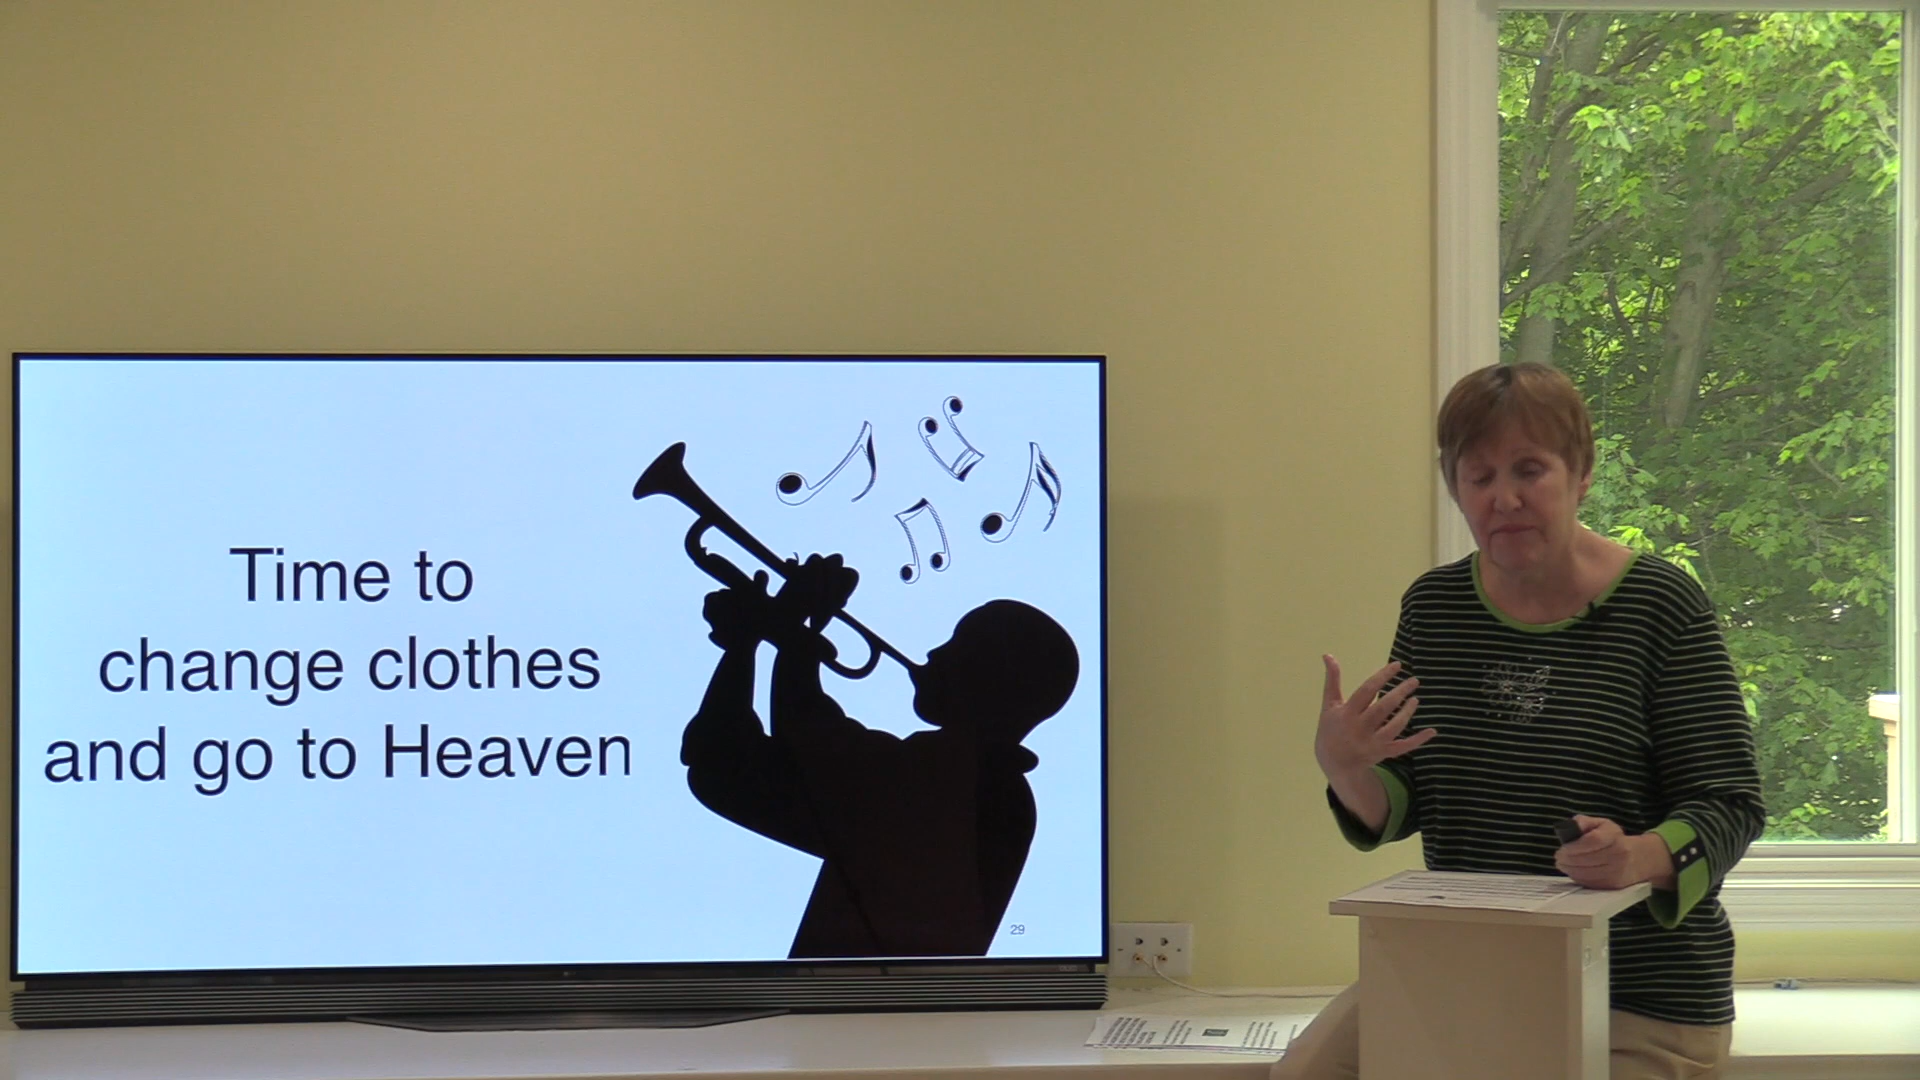 Time to
change clothes
and go to Heaven
29